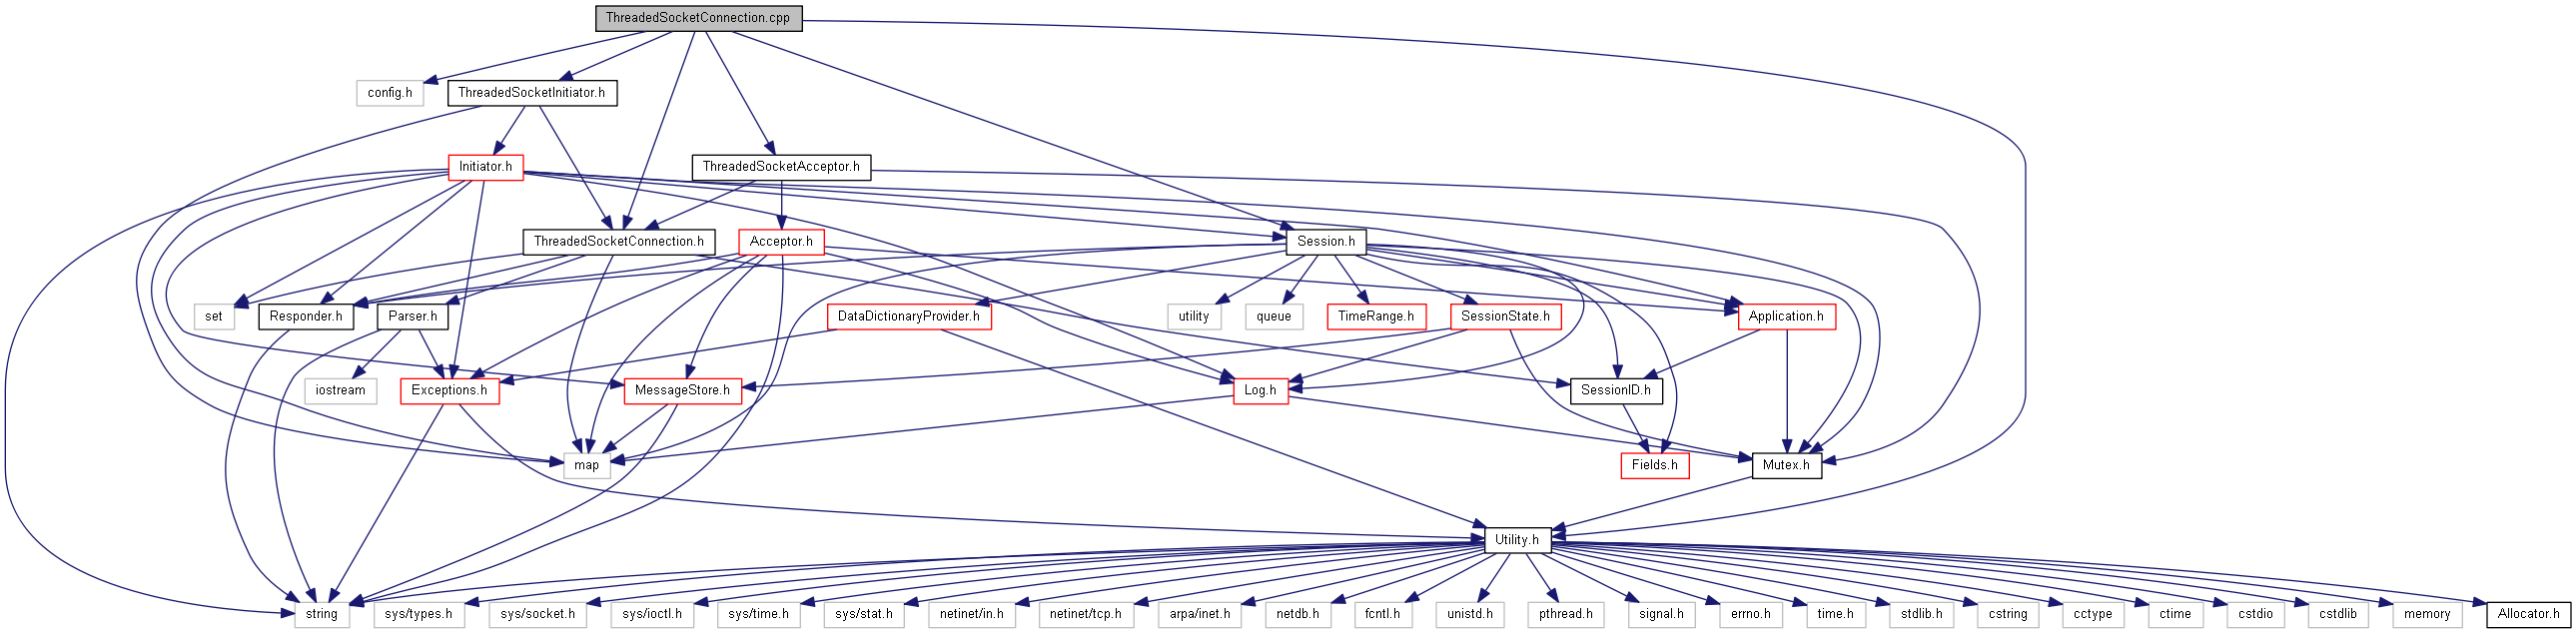 ThreadedSocketConnection.cpp
config.h
ThreadedSocketInitiator.h
Initiator.h
ThreadedSocketAcceptor.h
ThreadedSocketConnection.h
Acceptor.h
Session.h
set
Responder.h
Parser.h
DataDictionaryProvider.h
utility
queue
TimeRange.h
SessionState.h
Application.h
iostream
Exceptions.h
MessageStore.h
Log.h
SessionID.h
map
Fields.h
Mutex.h
Utility.h
string
sys/types.h
sys/socket.h
sys/ioctl.h
sys/time.h
sys/stat.h
netinet/in.h
netinet/tcp.h
arpa/inet.h
netdb.h
fcntl.h
unistd.h
pthread.h
signal.h
errno.h
time.h
stdlib.h
cstring
cctype
ctime
cstdio
cstdlib
memory
Allocator.h